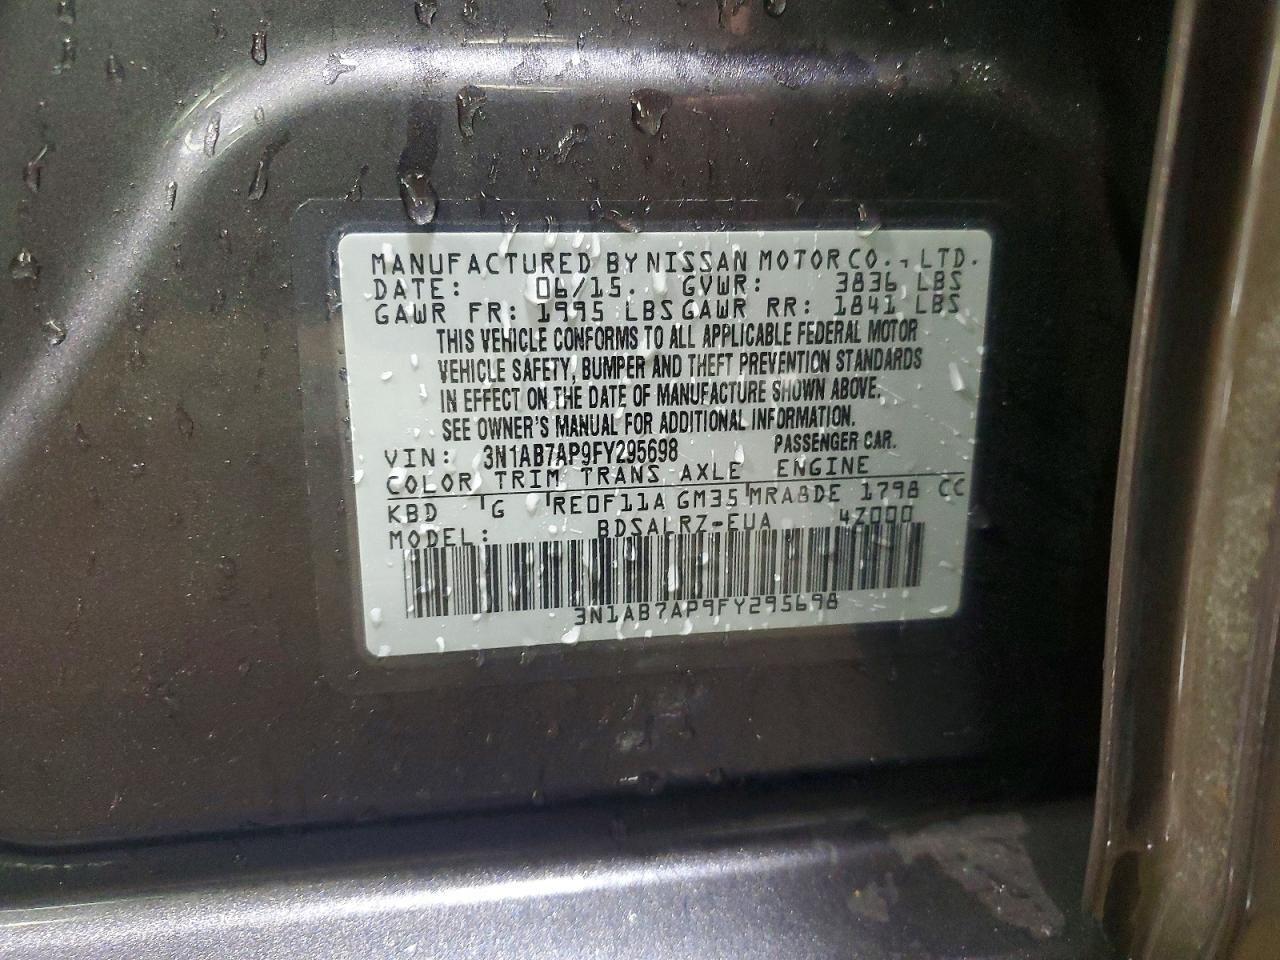 MANUFACTURED BY NISSAN MOTOR CO., LTD.
DATE: 06/15. GVWR: 3836 LBS
GAWR FR: 1995 LBS GAWR RR: 1841 LBS
THIS VEHICLE CONFORMS TO ALL APPLICABLE FEDERAL MOTOR
VEHICLE SAFETY, BUMPER AND THEFT PREVENTION STANDARDS
IN EFFECT ON THE DATE OF MANUFACTURE SHOWN ABOVE.
SEE OWNER'S MANUAL FOR ADDITIONAL INFORMATION.
VIN: 3N1AB7AP9FY295698 PASSENGER CAR.
COLOR TRIM TRANS AXLE ENGINE
KBD G RE0F11A GM35 MRA8DE 1798 CC
MODEL: BDSALRZ-EUA 4Z000
3N1AB7AP9FY295698